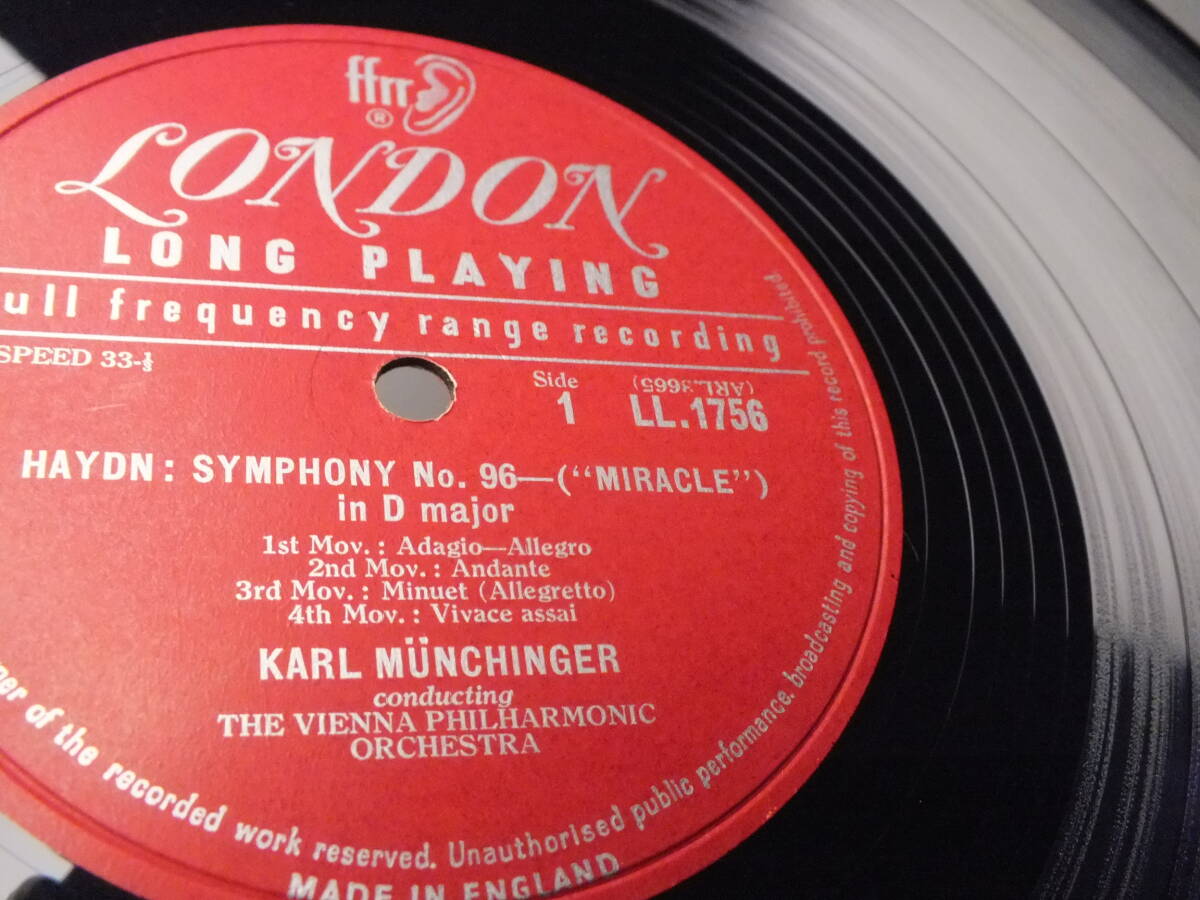 ffrr
®
LONDON
LONG PLAYING
ull frequency range recording
SPEED 33-⅓
Side
1
(ARL.3665)
LL.1756
HAYDN: SYMPHONY No. 96—("MIRACLE")
in D major
1st Mov.: Adagio—Allegro
2nd Mov.: Andante
3rd Mov.: Minuet (Allegretto)
4th Mov.: Vivace assai
KARL MÜNCHINGER
conducting
THE VIENNA PHILHARMONIC
ORCHESTRA
ner of the recorded work reserved. Unauthorised public performance. broadcasting and copying of this record prohibited
MADE IN ENGLAND